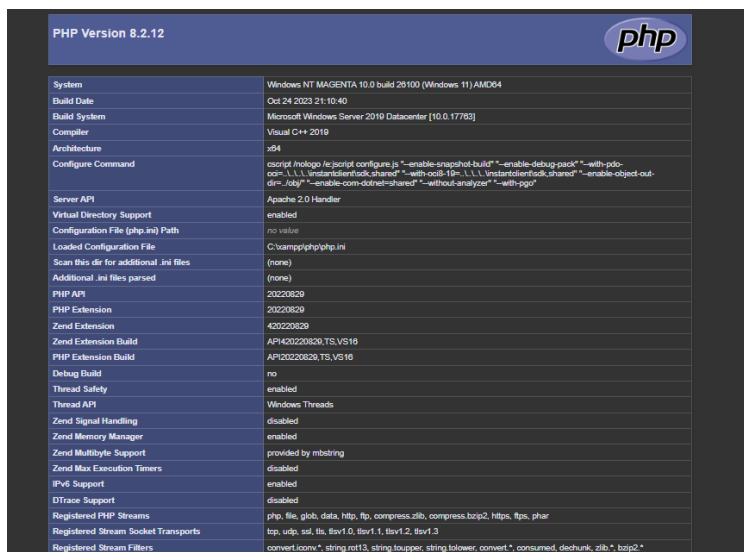 PHP Version 8.2.12
php
System Windows NT MAGENTA 10.0 build 26100 (Windows 11) AMD64
Build Date Oct 24 2023 21:10:40
Build System Microsoft Windows Server 2019 Datacenter [10.0.17763]
Compiler Visual C++ 2019
Architecture x64
Configure Command cscript /nologo /e:jscript configure.js "--enable-snapshot-build" "--enable-debug-pack" "--with-pdo-
oci=..\..\..\..\instantclient\sdk,shared" "--with-oci8-19=..\..\..\..\instantclient\sdk,shared" "--enable-object-out-
dir=../obj/" "--enable-com-dotnet=shared" "--without-analyzer" "--with-pgo"
Server API Apache 2.0 Handler
Virtual Directory Support enabled
Configuration File (php.ini) Path no value
Loaded Configuration File C:\xampp\php\php.ini
Scan this dir for additional .ini files (none)
Additional .ini files parsed (none)
PHP API 20220829
PHP Extension 20220829
Zend Extension 420220829
Zend Extension Build API420220829,TS,VS16
PHP Extension Build API20220829,TS,VS16
Debug Build no
Thread Safety enabled
Thread API Windows Threads
Zend Signal Handling disabled
Zend Memory Manager enabled
Zend Multibyte Support provided by mbstring
Zend Max Execution Timers disabled
IPv6 Support enabled
DTrace Support disabled
Registered PHP Streams php, file, glob, data, http, ftp, compress.zlib, compress.bzip2, https, ftps, phar
Registered Stream Socket Transports tcp, udp, ssl, tls, tlsv1.0, tlsv1.1, tlsv1.2, tlsv1.3
Registered Stream Filters convert.iconv.*, string.rot13, string.toupper, string.tolower, convert.*, consumed, dechunk, zlib.*, bzip2.*